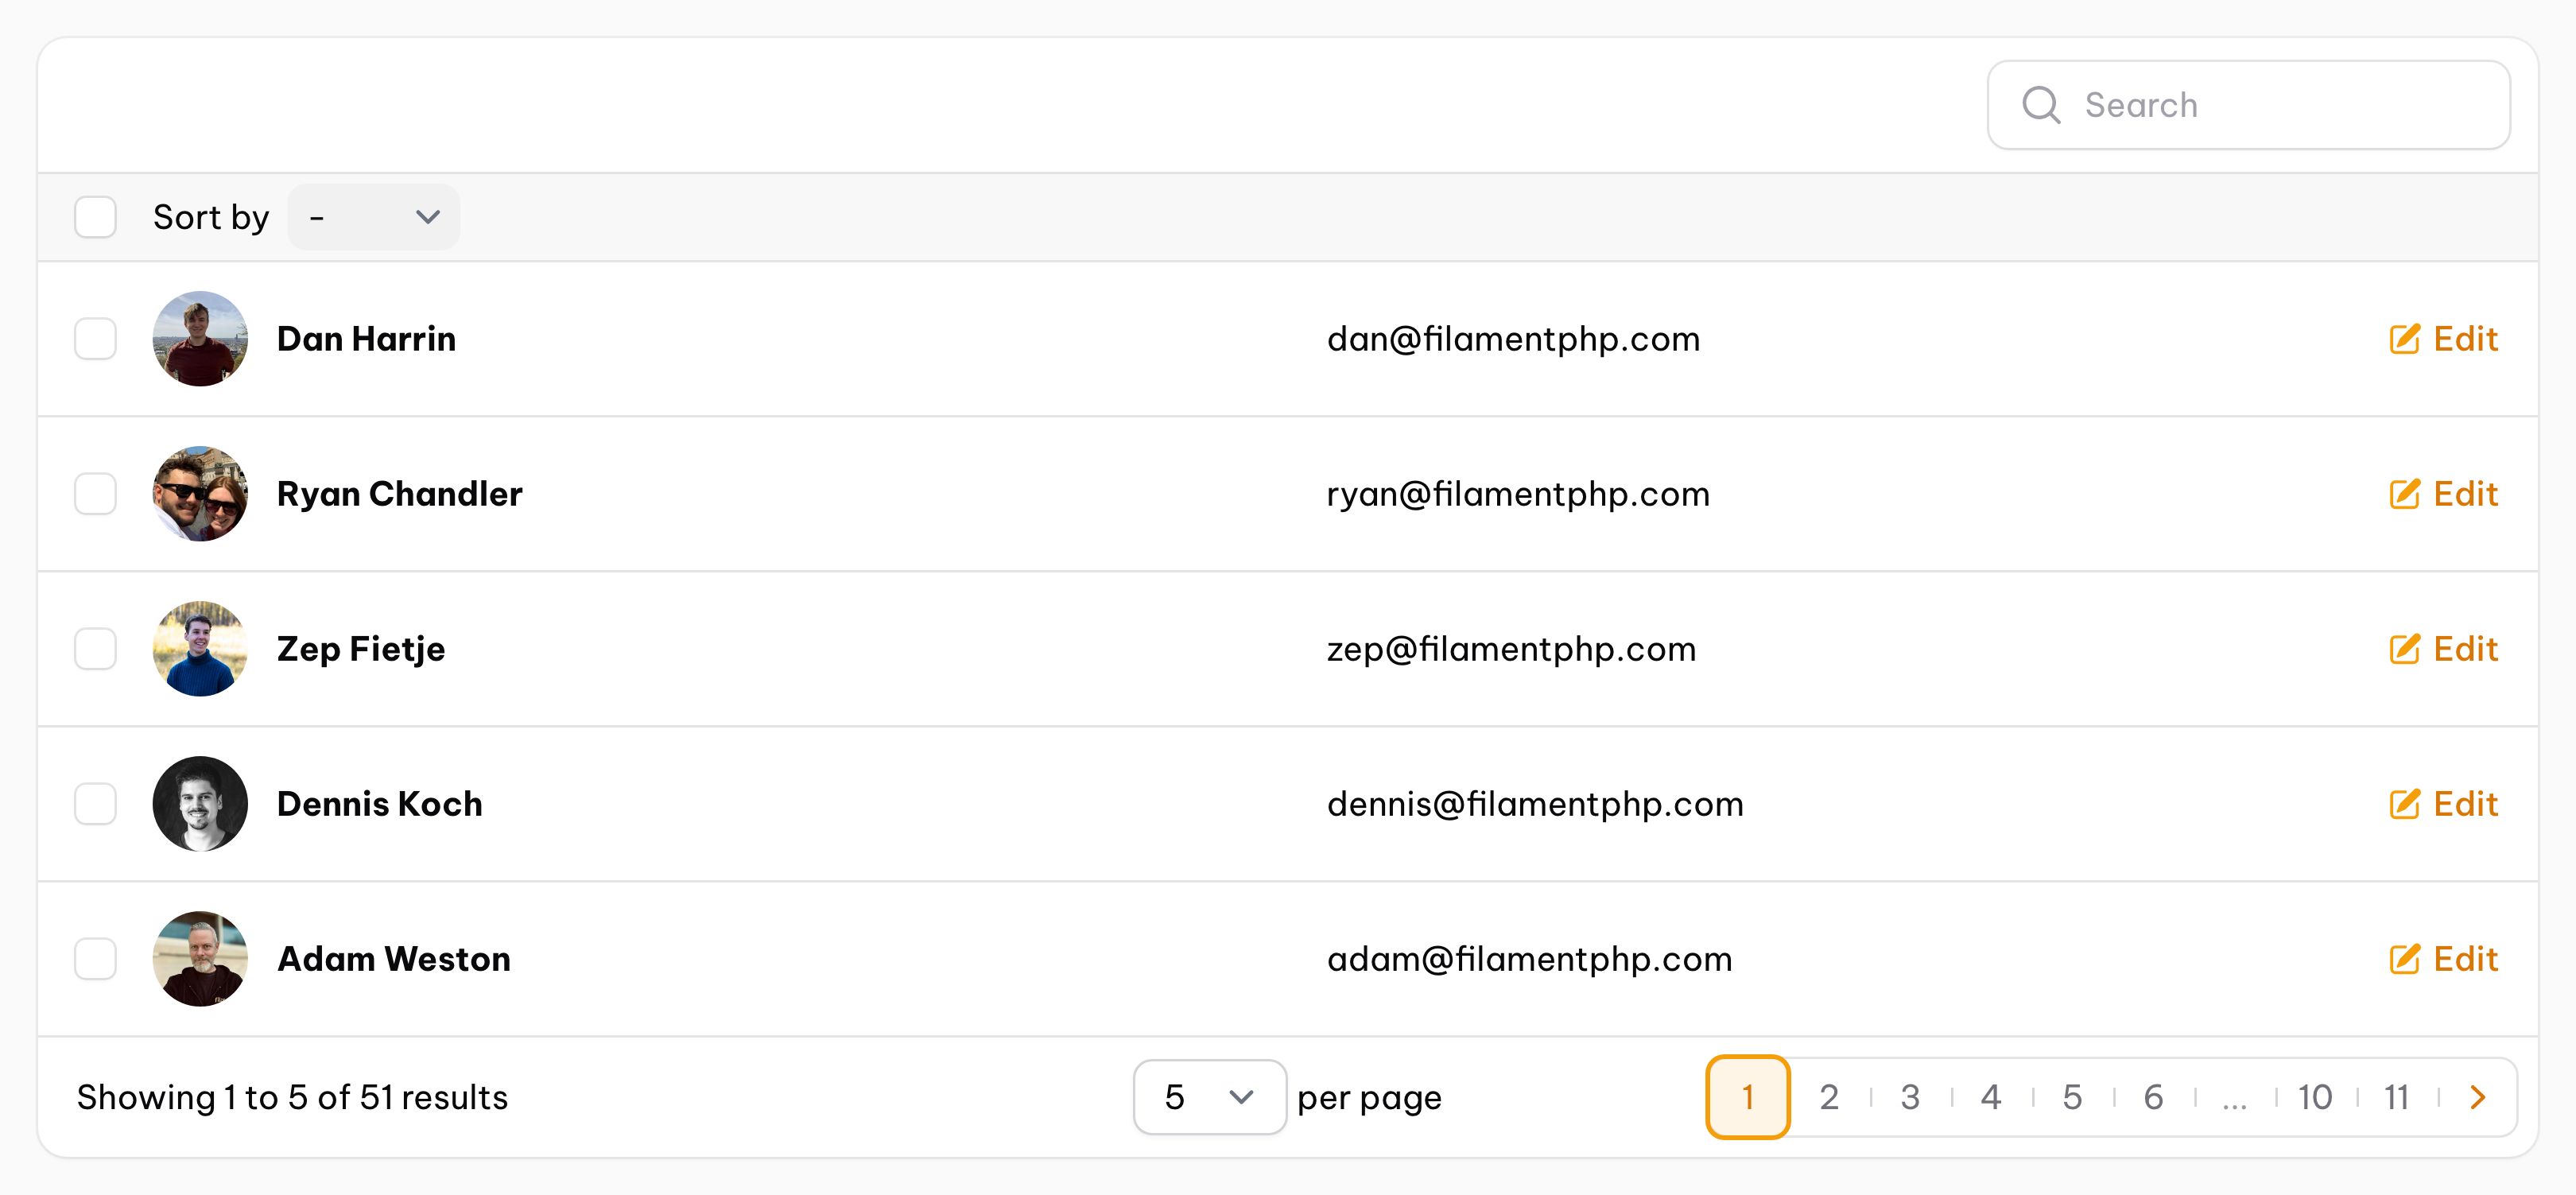 Search
Sort by -
Dan Harrin dan@filamentphp.com Edit
Ryan Chandler ryan@filamentphp.com Edit
Zep Fietje zep@filamentphp.com Edit
Dennis Koch dennis@filamentphp.com Edit
Adam Weston adam@filamentphp.com Edit
Showing 1 to 5 of 51 results 5 per page 1 2 3 4 5 6 ... 10 11